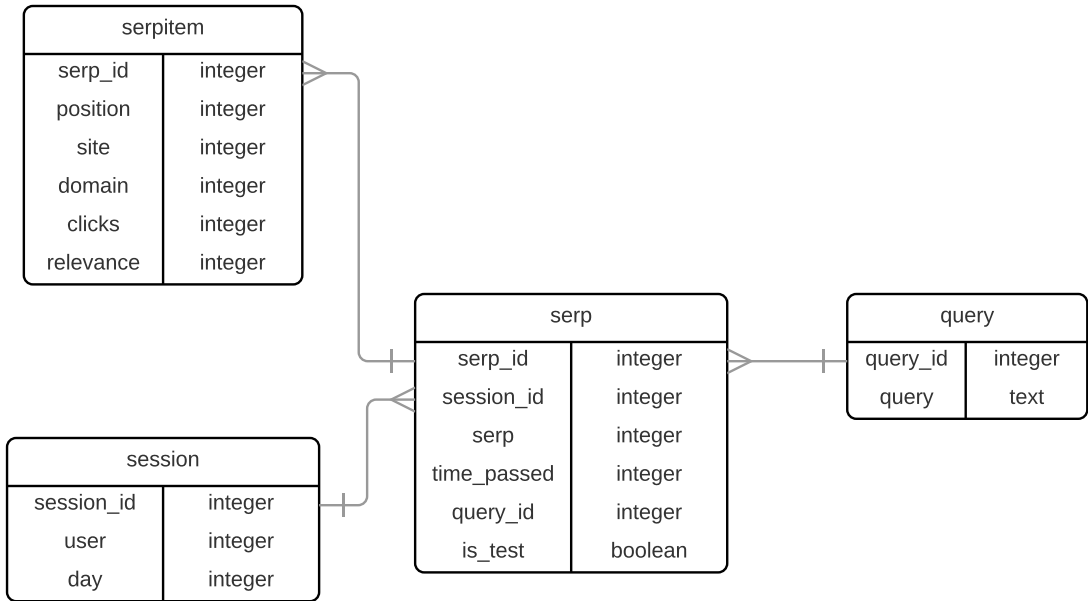 serpitem
serp_id integer
position integer
site integer
domain integer
clicks integer
relevance integer
serp
serp_id integer
session_id integer
serp integer
time_passed integer
query_id integer
is_test boolean
query
query_id integer
query text
session
session_id integer
user integer
day integer